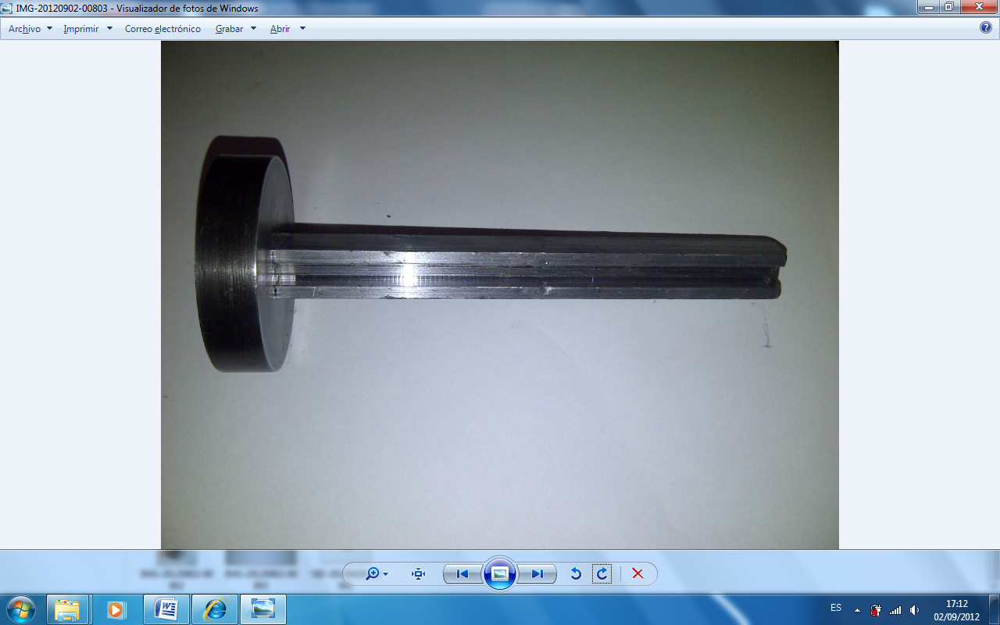 IMG-20120902-00803 - Visualizador de fotos de Windows
Archivo Imprimir Correo electrónico Grabar Abrir
ES 17:12
02/09/2012